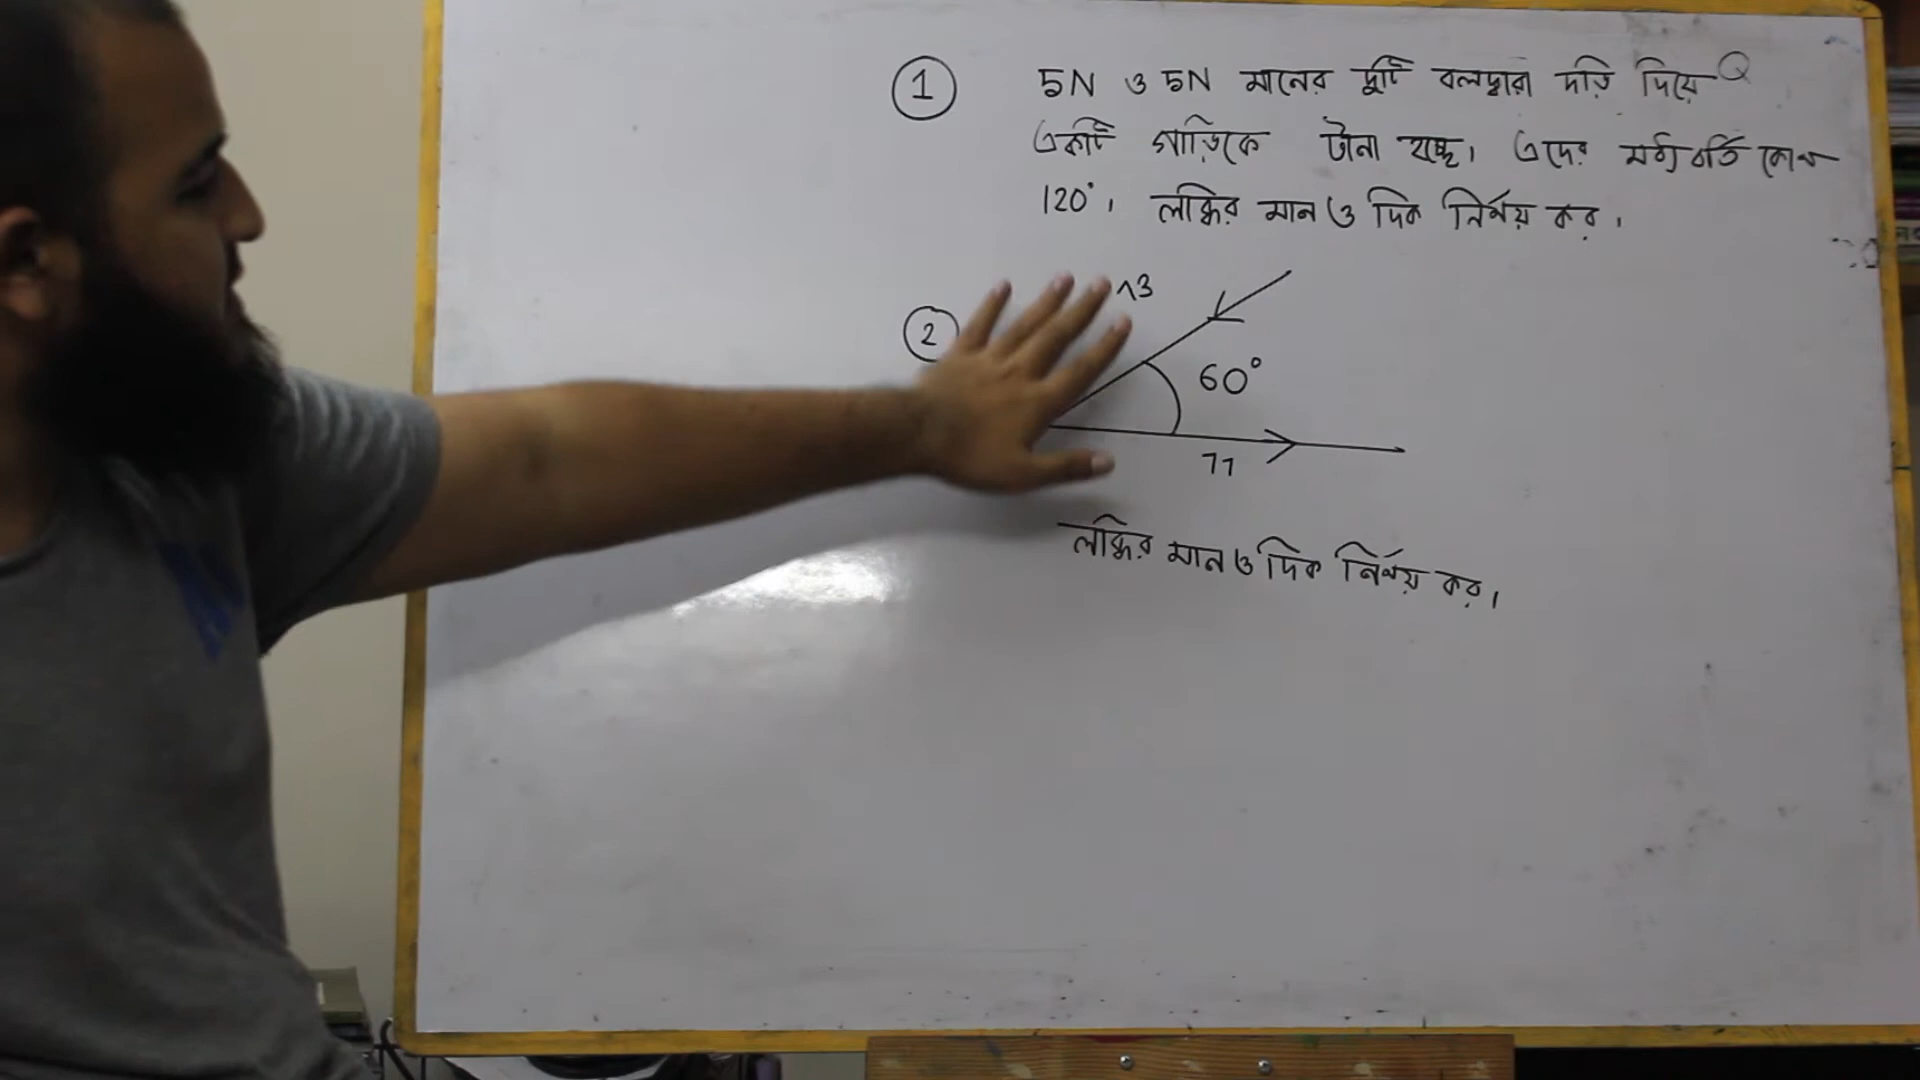 ① 5N ও 5N মানের দুটি বলদ্বারা দড়ি দিয়ে
একটি গাড়িকে টানা হচ্ছে। এদের মধ্যবর্তি কোন
120°। লব্ধির মান ও দিক নির্ণয় কর।
②
60°
77
লব্ধির মান ও দিক নির্ণয় কর।